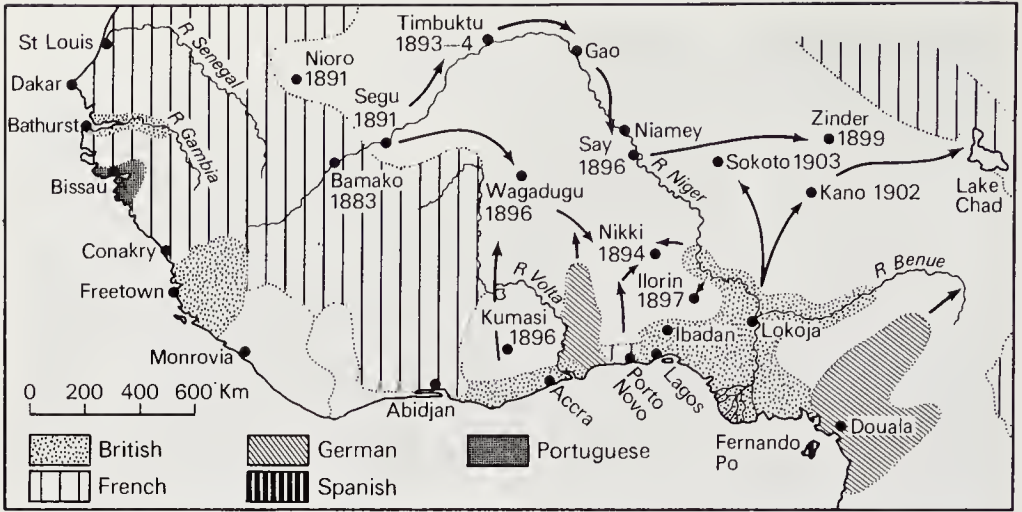 St Louis
R Senegal
Dakar
Nioro
1891
Timbuktu
1893–4
Gao
Segu
1891
Bathurst
R Gambia
Bissau
Bamako
1883
Wagadugu
1896
Niamey
Say
1896
R Niger
Zinder
1899
Sokoto 1903
Kano 1902
Lake
Chad
Conakry
Freetown
Nikki
1894
Ilorin
1897
R Benue
R Volta
Kumasi
1896
Ibadan
Lokoja
Monrovia
Abidjan
Accra
Porto
Novo
Lagos
Fernando
Po
Douala
0 200 400 600 Km
British
French
German
Spanish
Portuguese